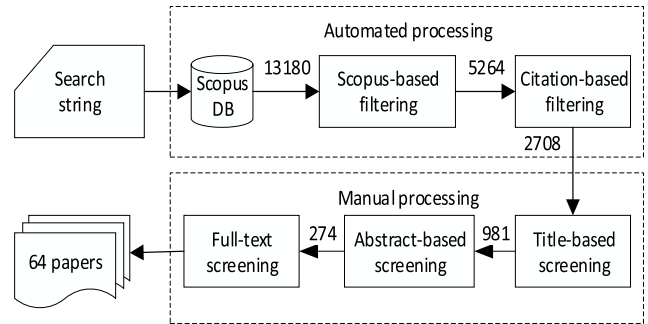 Automated processing
Search
string
Scopus
DB
13180
Scopus-based
filtering
5264
Citation-based
filtering
2708
Manual processing
Title-based
screening
981
Abstract-based
screening
274
Full-text
screening
64 papers